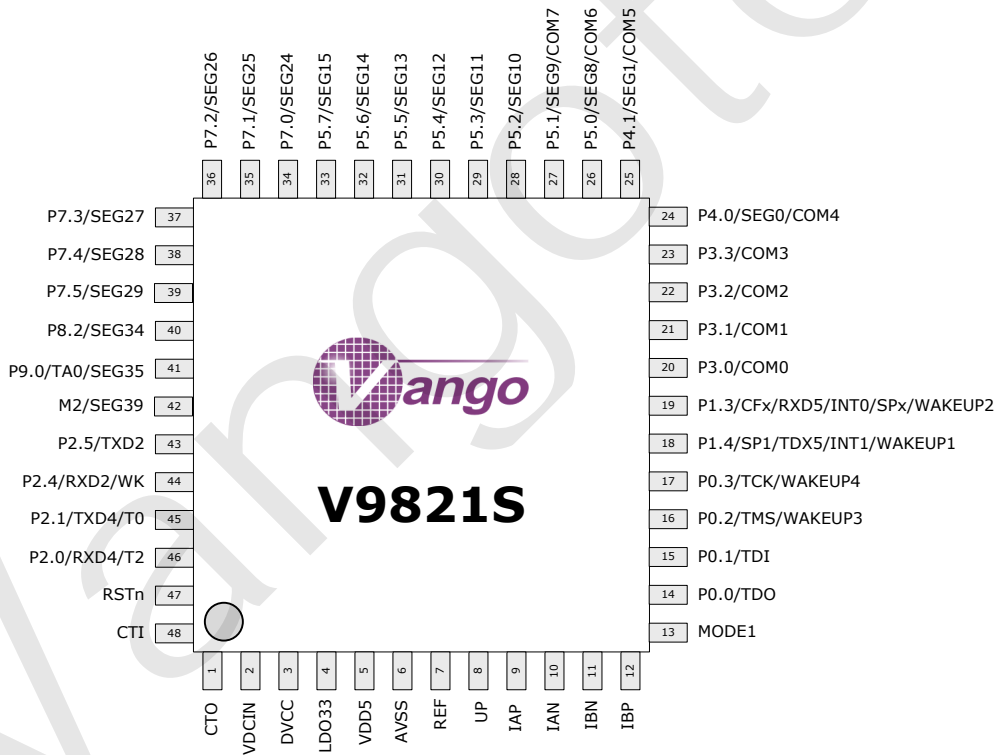 P7.2/SEG26
P7.1/SEG25
P7.0/SEG24
P5.7/SEG15
P5.6/SEG14
P5.5/SEG13
P5.4/SEG12
P5.3/SEG11
P5.2/SEG10
P5.1/SEG9/COM7
P5.0/SEG8/COM6
P4.1/SEG1/COM5
36 35 34 33 32 31 30 29 28 27 26 25
P7.3/SEG27 37
P7.4/SEG28 38
P7.5/SEG29 39
P8.2/SEG34 40
P9.0/TA0/SEG35 41
M2/SEG39 42
P2.5/TXD2 43
P2.4/RXD2/WK 44
P2.1/TXD4/T0 45
P2.0/RXD4/T2 46
RSTn 47
CTI 48
Vango
V9821S
24 P4.0/SEG0/COM4
23 P3.3/COM3
22 P3.2/COM2
21 P3.1/COM1
20 P3.0/COM0
19 P1.3/CFx/RXD5/INT0/SPx/WAKEUP2
18 P1.4/SP1/TDX5/INT1/WAKEUP1
17 P0.3/TCK/WAKEUP4
16 P0.2/TMS/WAKEUP3
15 P0.1/TDI
14 P0.0/TDO
13 MODE1
1 2 3 4 5 6 7 8 9 10 11 12
CTO
VDCIN
DVCC
LDO33
VDD5
AVSS
REF
UP
IAP
IAN
IBN
IBP